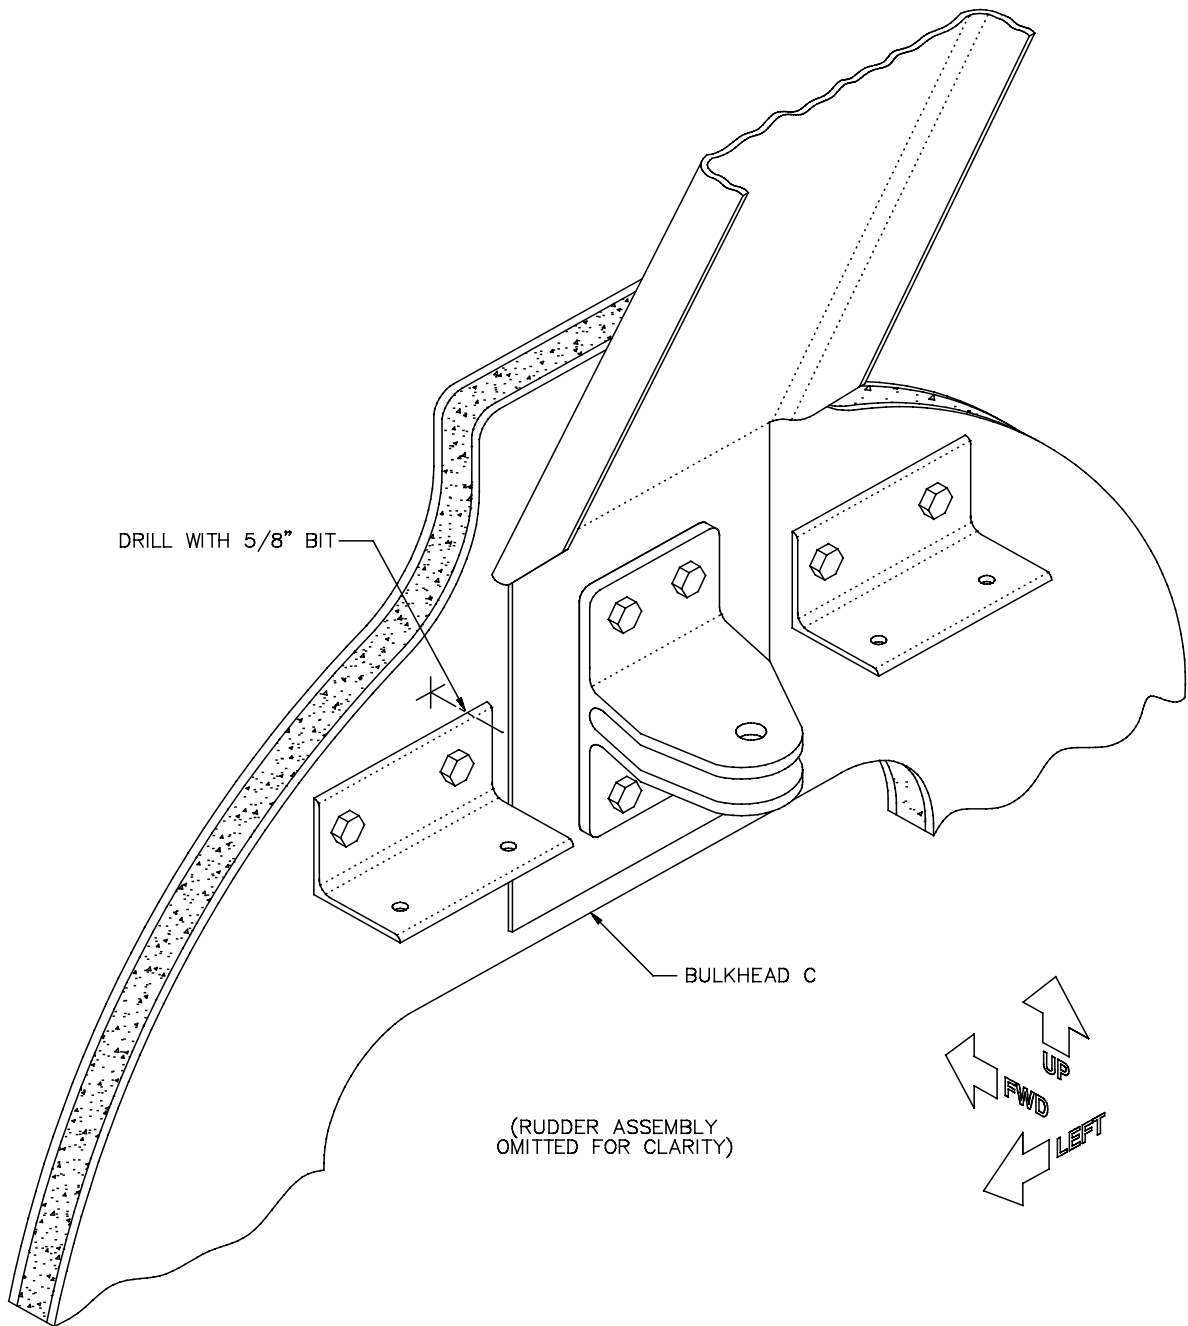 DRILL WITH 5/8" BIT
BULKHEAD C
UP
FWD
LEFT
(RUDDER ASSEMBLY
OMITTED FOR CLARITY)